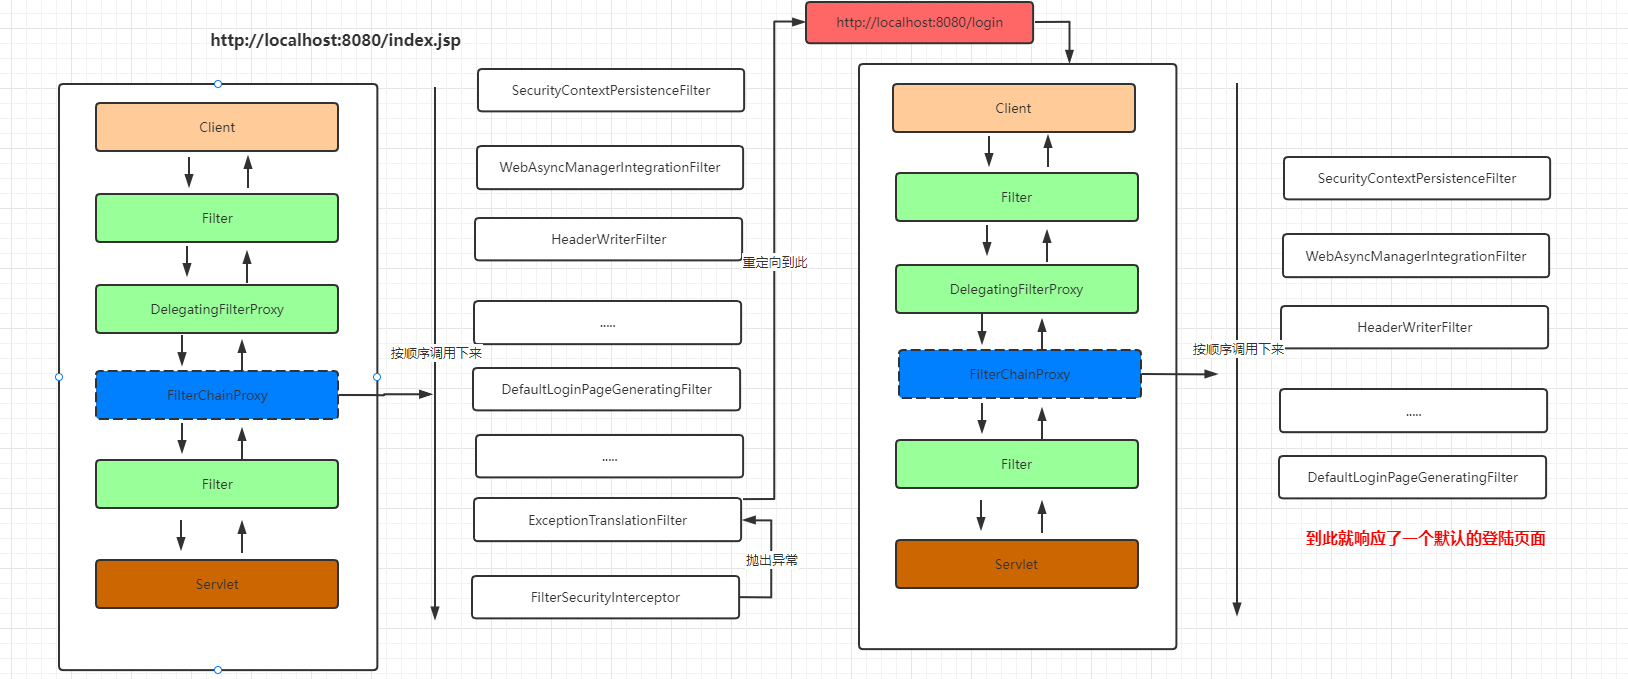 http://localhost:8080/index.jsp
Client
Filter
DelegatingFilterProxy
FilterChainProxy
Filter
Servlet
按顺序调用下来
SecurityContextPersistenceFilter
WebAsyncManagerIntegrationFilter
HeaderWriterFilter
.....
DefaultLoginPageGeneratingFilter
.....
ExceptionTranslationFilter
FilterSecurityInterceptor
抛出异常
重定向到此
http://localhost:8080/login
Client
Filter
DelegatingFilterProxy
FilterChainProxy
Filter
Servlet
按顺序调用下来
SecurityContextPersistenceFilter
WebAsyncManagerIntegrationFilter
HeaderWriterFilter
.....
DefaultLoginPageGeneratingFilter
到此就响应了一个默认的登陆页面